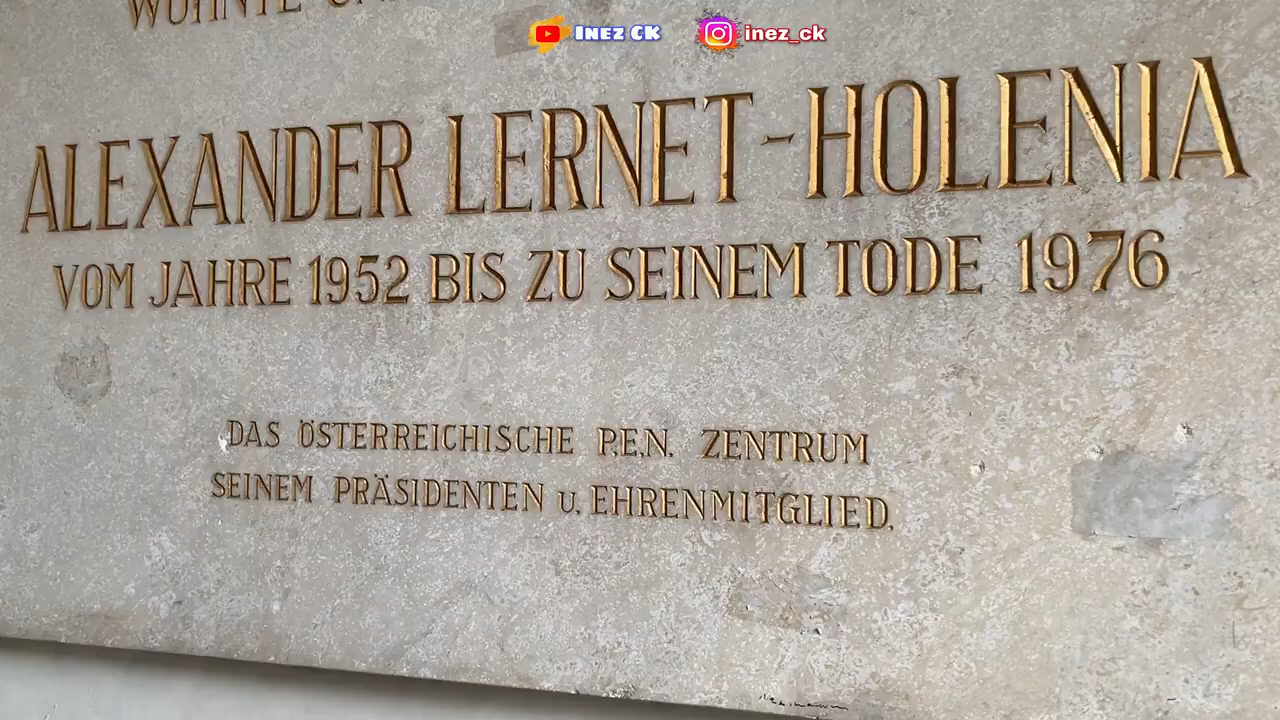 WOHNTE
Inez CK
inez_ck
ALEXANDER LERNET-HOLENIA
VOM JAHRE 1952 BIS ZU SEINEM TODE 1976
DAS ÖSTERREICHISCHE P.E.N. ZENTRUM
SEINEM PRÄSIDENTEN u. EHRENMITGLIED.